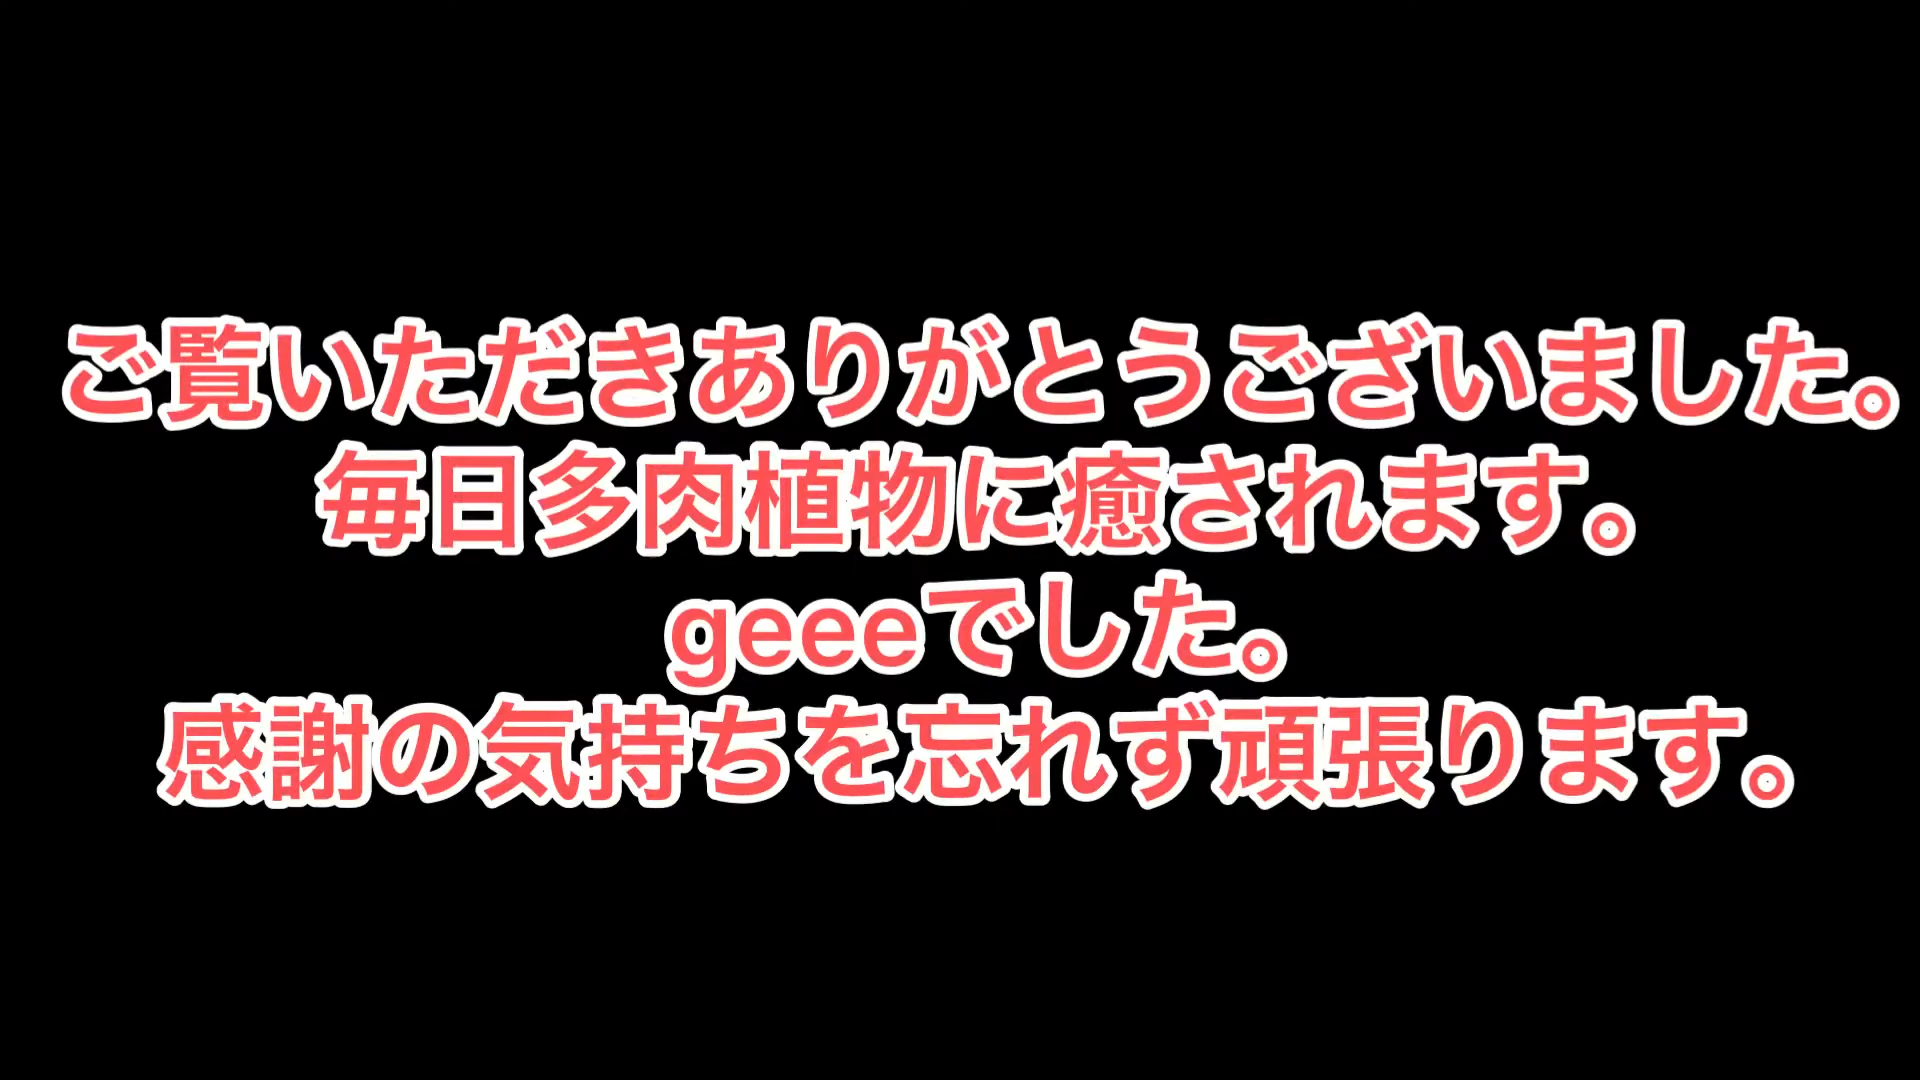 ご覧いただきありがとうございました。
毎日多肉植物に癒されます。
geeeでした。
感謝の気持ちを忘れず頑張ります。